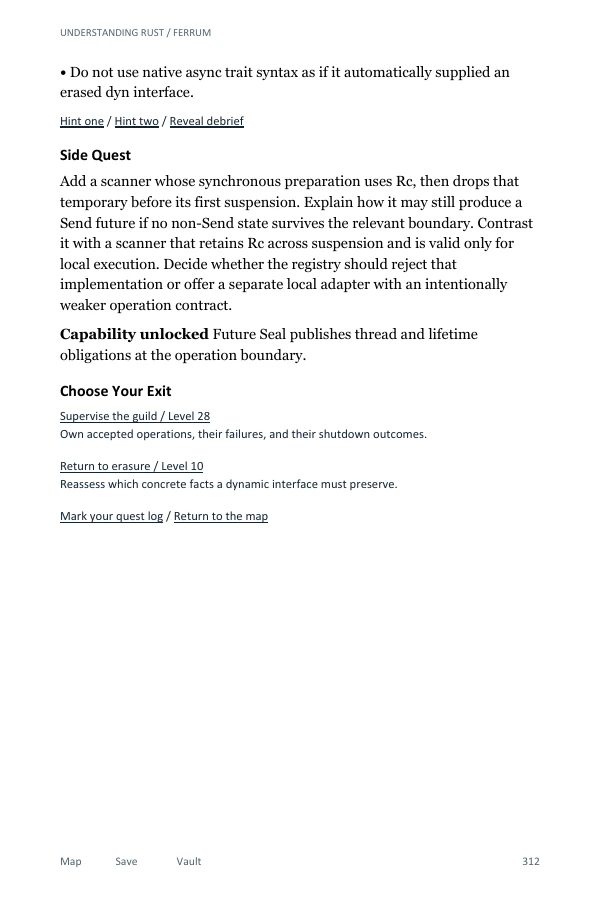 UNDERSTANDING RUST / FERRUM
• Do not use native async trait syntax as if it automatically supplied an
erased dyn interface.
Hint one / Hint two / Reveal debrief
Side Quest
Add a scanner whose synchronous preparation uses Rc, then drops that
temporary before its first suspension. Explain how it may still produce a
Send future if no non-Send state survives the relevant boundary. Contrast
it with a scanner that retains Rc across suspension and is valid only for
local execution. Decide whether the registry should reject that
implementation or offer a separate local adapter with an intentionally
weaker operation contract.
Capability unlocked Future Seal publishes thread and lifetime
obligations at the operation boundary.
Choose Your Exit
Supervise the guild / Level 28
Own accepted operations, their failures, and their shutdown outcomes.
Return to erasure / Level 10
Reassess which concrete facts a dynamic interface must preserve.
Mark your quest log / Return to the map
Map Save Vault 312